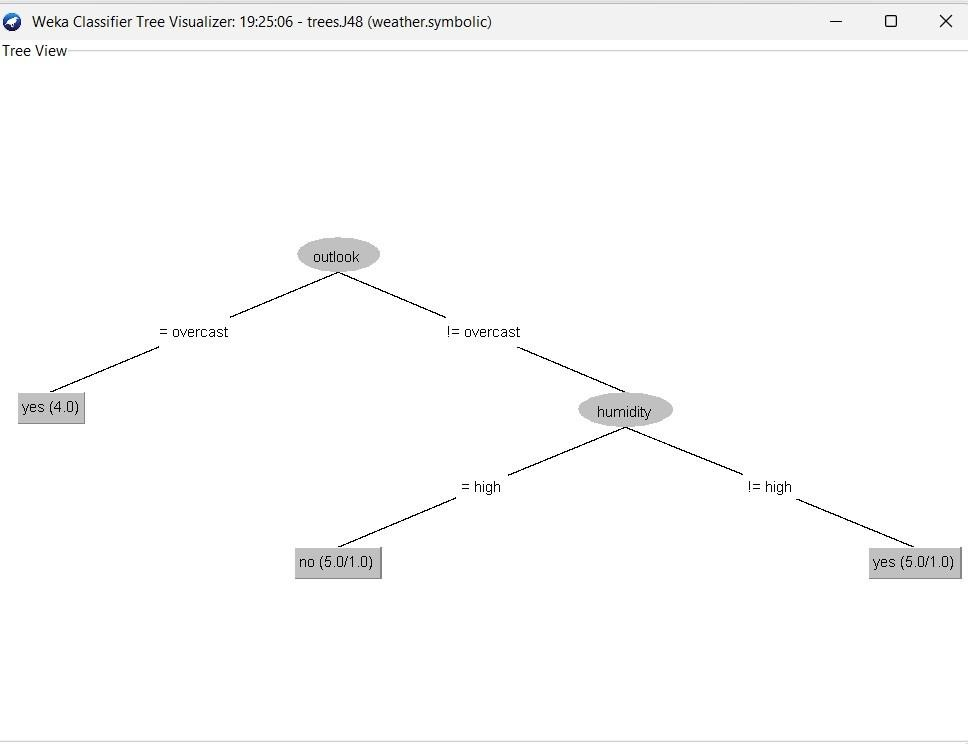 Weka Classifier Tree Visualizer: 19:25:06 - trees.J48 (weather.symbolic)
Tree View
outlook
= overcast
!= overcast
yes (4.0)
humidity
= high
!= high
no (5.0/1.0)
yes (5.0/1.0)